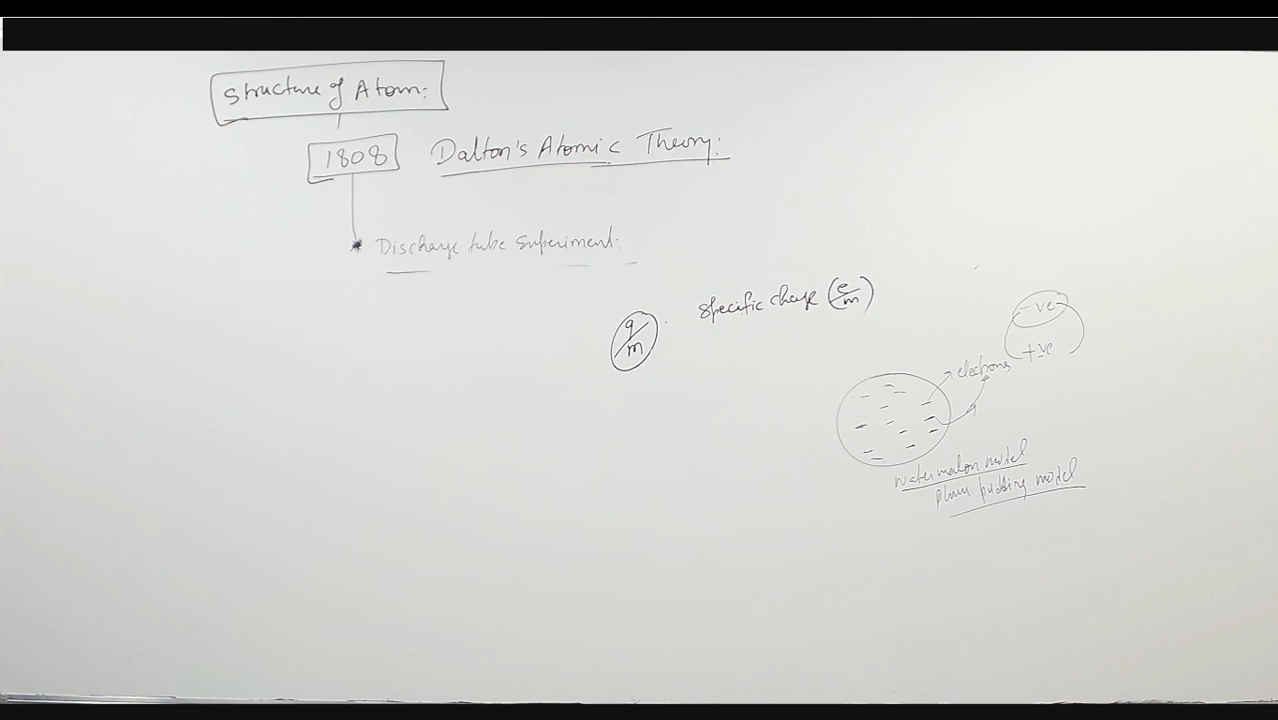 Structure of Atom:
1808 Dalton's Atomic Theory:
* Discharge tube Experiment:
q/m
specific charge (e/m)
-ve
+ve
electrons
watermalon model
plum pudding model